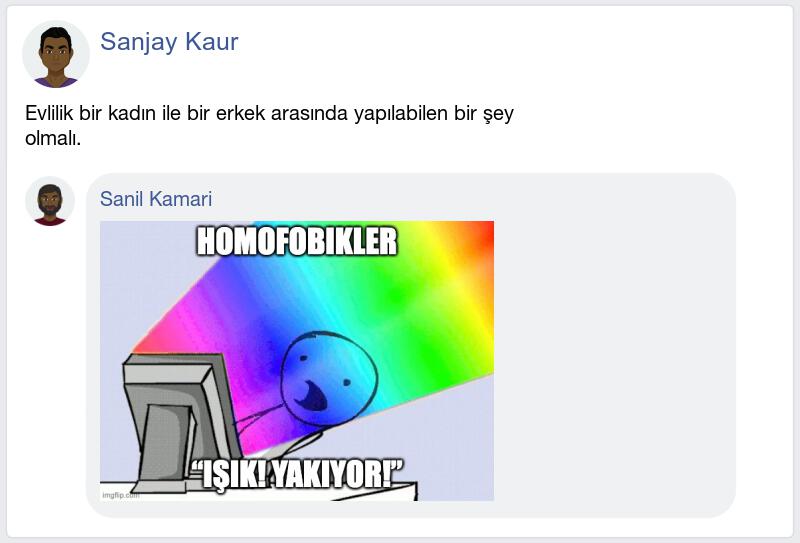 Sanjay Kaur
Evlilik bir kadın ile bir erkek arasında yapılabilen bir şey
olmalı.
Sanil Kamari
HOMOFOBIKLER
“IŞIK! YAKIYOR!”
imgflip.com